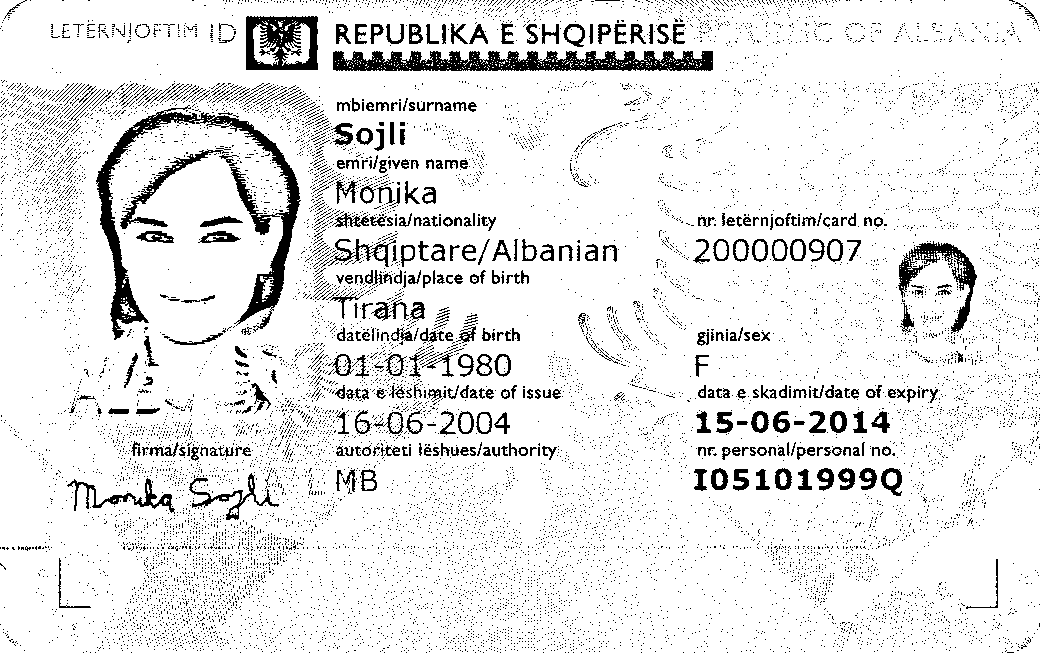 LETËRNJOFTIM ID REPUBLIKA E SHQIPËRISË REPUBLIC OF ALBANIA
mbiemri/surname
Sojli
emri/given name
Monika
shtetësia/nationality
Shqiptare/Albanian
nr. letërnjoftim/card no.
200000907
vendlindja/place of birth
Tirana
datëlindja/date of birth
01-01-1980
gjinia/sex
F
data e lëshimit/date of issue
16-06-2004
data e skadimit/date of expiry
15-06-2014
autoriteti lëshues/authority
MB
nr. personal/personal no.
I05101999Q
firma/signature
Monika Sojli